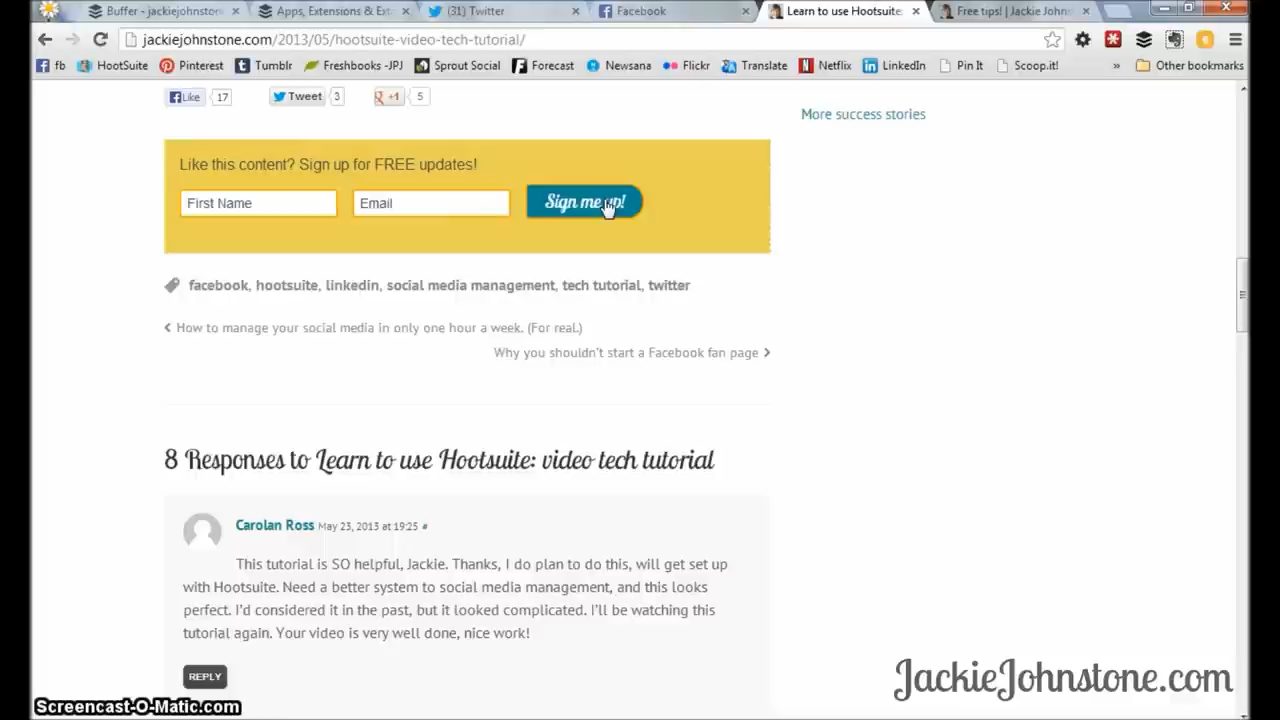 Buffer - jackiejohnstone
Apps, Extensions & Ext
(31) Twitter
Facebook
Learn to use Hootsuite:
Free tips! | Jackie Johns
jackiejohnstone.com/2013/05/hootsuite-video-tech-tutorial/
fb
HootSuite
Pinterest
Tumblr
Freshbooks -JPJ
Sprout Social
Forecast
Newsana
Flickr
Translate
Netflix
LinkedIn
Pin It
Scoop.it!
»
Other bookmarks
Like 17
Tweet 3
+1 5
More success stories
Like this content? Sign up for FREE updates!
First Name
Email
Sign me up!
facebook, hootsuite, linkedin, social media management, tech tutorial, twitter
How to manage your social media in only one hour a week. (For real.)
Why you shouldn't start a Facebook fan page
8 Responses to Learn to use Hootsuite: video tech tutorial
Carolan Ross May 23, 2013 at 19:25 #
This tutorial is SO helpful, Jackie. Thanks, I do plan to do this, will get set up
with Hootsuite. Need a better system to social media management, and this looks
perfect. I'd considered it in the past, but it looked complicated. I'll be watching this
tutorial again. Your video is very well done, nice work!
REPLY
JackieJohnstone.com
Screencast-O-Matic.com